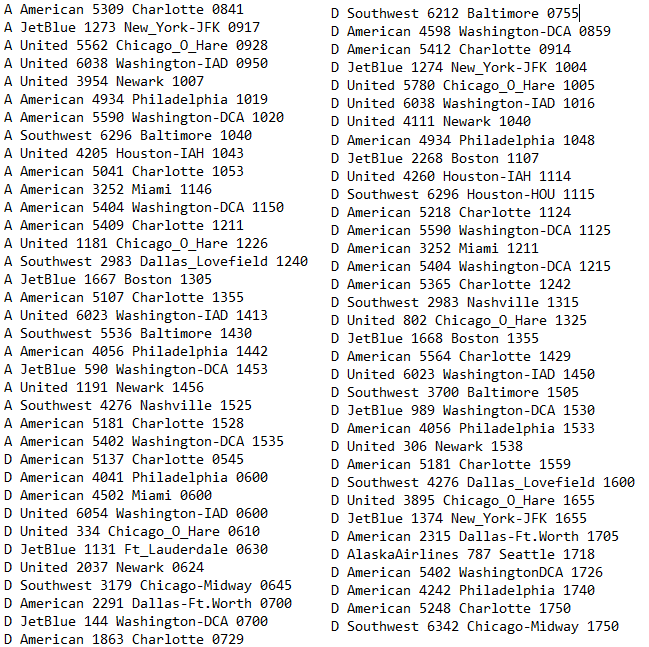 A American 5309 Charlotte 0841
A JetBlue 1273 New_York-JFK 0917
A United 5562 Chicago_O_Hare 0928
A United 6038 Washington-IAD 0950
A United 3954 Newark 1007
A American 4934 Philadelphia 1019
A American 5590 Washington-DCA 1020
A Southwest 6296 Baltimore 1040
A United 4205 Houston-IAH 1043
A American 5041 Charlotte 1053
A American 3252 Miami 1146
A American 5404 Washington-DCA 1150
A American 5409 Charlotte 1211
A United 1181 Chicago_O_Hare 1226
A Southwest 2983 Dallas_Lovefield 1240
A JetBlue 1667 Boston 1305
A American 5107 Charlotte 1355
A United 6023 Washington-IAD 1413
A Southwest 5536 Baltimore 1430
A American 4056 Philadelphia 1442
A JetBlue 590 Washington-DCA 1453
A United 1191 Newark 1456
A Southwest 4276 Nashville 1525
A American 5181 Charlotte 1528
A American 5402 Washington-DCA 1535
D American 5137 Charlotte 0545
D American 4041 Philadelphia 0600
D American 4502 Miami 0600
D United 6054 Washington-IAD 0600
D United 334 Chicago_O_Hare 0610
D JetBlue 1131 Ft_Lauderdale 0630
D United 2037 Newark 0624
D Southwest 3179 Chicago-Midway 0645
D American 2291 Dallas-Ft.Worth 0700
D JetBlue 144 Washington-DCA 0700
D American 1863 Charlotte 0729
D Southwest 6212 Baltimore 0755
D American 4598 Washington-DCA 0859
D American 5412 Charlotte 0914
D JetBlue 1274 New_York-JFK 1004
D United 5780 Chicago_O_Hare 1005
D United 6038 Washington-IAD 1016
D United 4111 Newark 1040
D American 4934 Philadelphia 1048
D JetBlue 2268 Boston 1107
D United 4260 Houston-IAH 1114
D Southwest 6296 Houston-HOU 1115
D American 5218 Charlotte 1124
D American 5590 Washington-DCA 1125
D American 3252 Miami 1211
D American 5404 Washington-DCA 1215
D American 5365 Charlotte 1242
D Southwest 2983 Nashville 1315
D United 802 Chicago_O_Hare 1325
D JetBlue 1668 Boston 1355
D American 5564 Charlotte 1429
D United 6023 Washington-IAD 1450
D Southwest 3700 Baltimore 1505
D JetBlue 989 Washington-DCA 1530
D American 4056 Philadelphia 1533
D United 306 Newark 1538
D American 5181 Charlotte 1559
D Southwest 4276 Dallas_Lovefield 1600
D United 3895 Chicago_O_Hare 1655
D JetBlue 1374 New_York-JFK 1655
D American 2315 Dallas-Ft.Worth 1705
D AlaskaAirlines 787 Seattle 1718
D American 5402 WashingtonDCA 1726
D American 4242 Philadelphia 1740
D American 5248 Charlotte 1750
D Southwest 6342 Chicago-Midway 1750